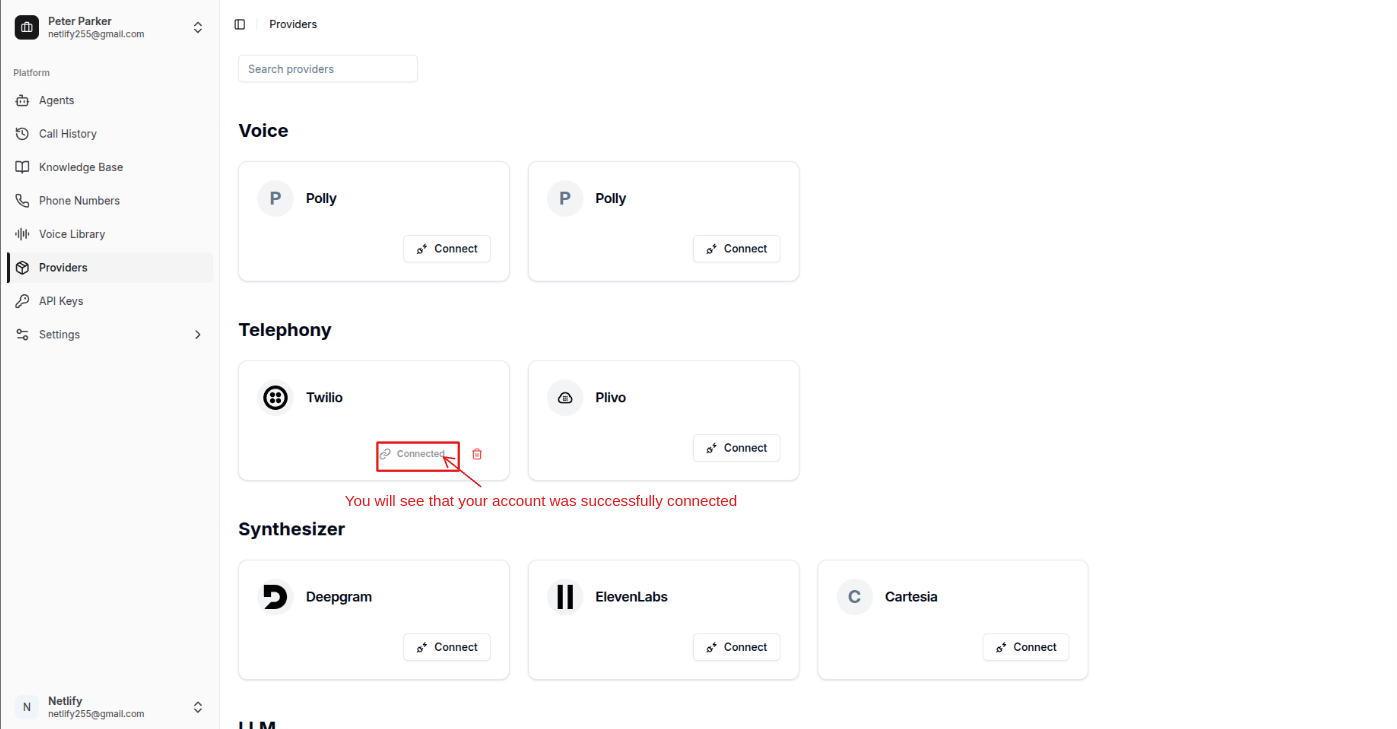 Peter Parker
netlify255@gmail.com
Platform
Agents
Call History
Knowledge Base
Phone Numbers
Voice Library
Providers
API Keys
Settings
N
Netlify
netlify255@gmail.com
Providers
Search providers
Voice
P Polly
Connect
P Polly
Connect
Telephony
Twilio
Connected
Plivo
Connect
You will see that your account was successfully connected
Synthesizer
Deepgram
Connect
ElevenLabs
Connect
C Cartesia
Connect
LLM